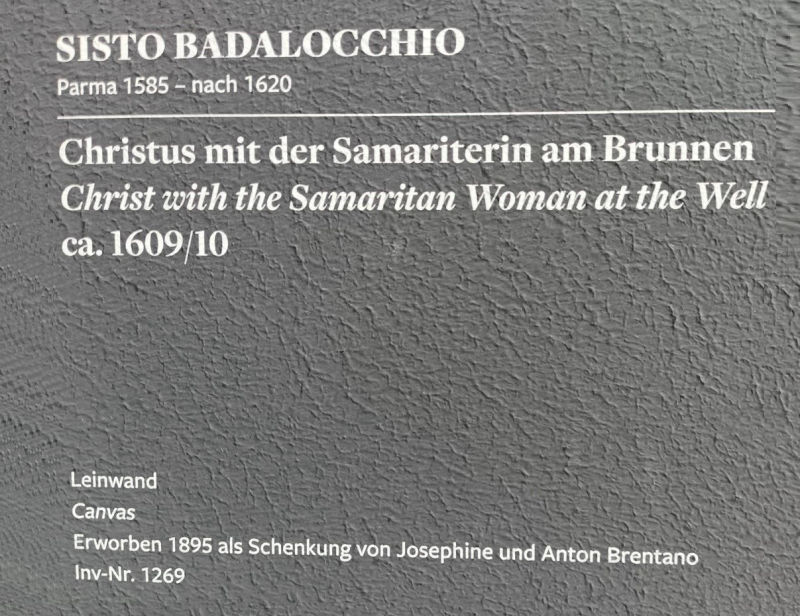 SISTO BADALOCCHIO
Parma 1585 – nach 1620
Christus mit der Samariterin am Brunnen
Christ with the Samaritan Woman at the Well
ca. 1609/10
Leinwand
Canvas
Erworben 1895 als Schenkung von Josephine und Anton Brentano
Inv-Nr. 1269